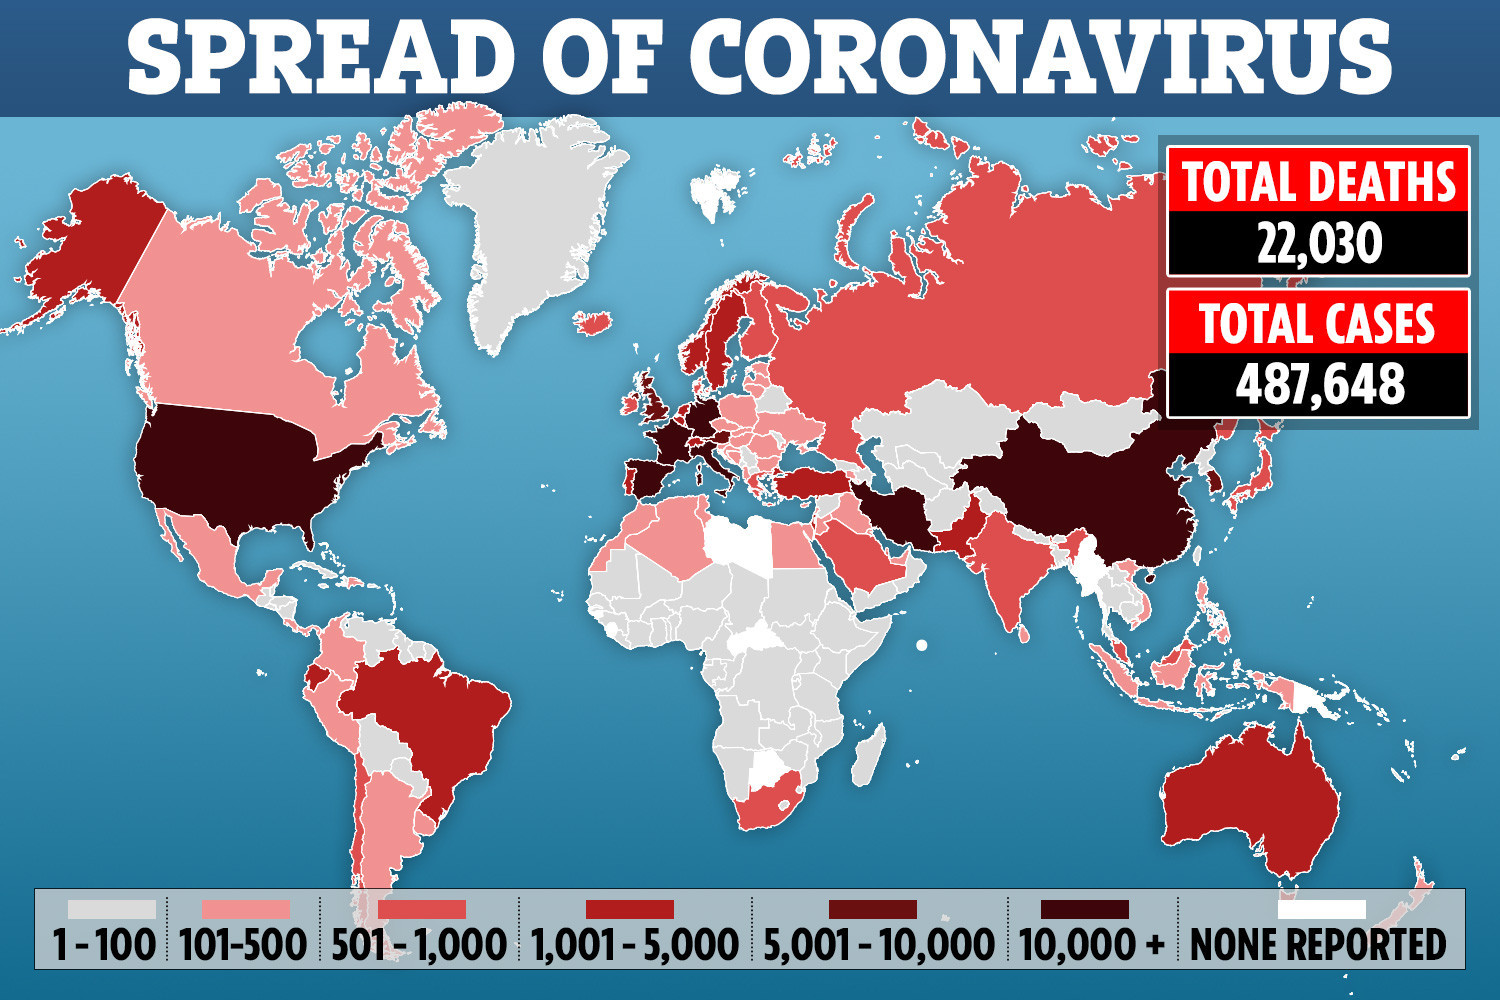 SPREAD OF CORONAVIRUS
TOTAL DEATHS
22,030
TOTAL CASES
487,648
1 - 100
101-500
501 - 1,000
1,001 - 5,000
5,001 - 10,000
10,000 +
NONE REPORTED